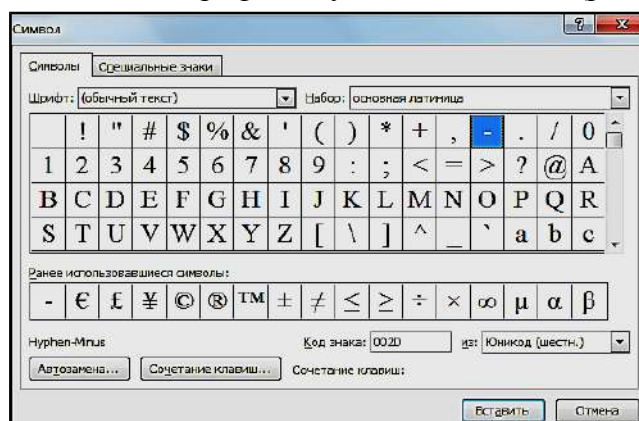 Символ
Символы Специальные знаки
Шрифт: (обычный текст) Набор: основная латиница
! " # $ % & ' ( ) * + , - . / 0
1 2 3 4 5 6 7 8 9 : ; < = > ? @ A
B C D E F G H I J K L M N O P Q R
S T U V W X Y Z [ \ ] ^ _ ` a b c
Ранее использовавшиеся символы:
- € £ ¥ © ® ™ ± ≠ ≤ ≥ ÷ × ∞ µ α β
Hyphen-Minus Код знака: 002D из: Юникод (шестн.)
Автозамена... Сочетание клавиш... Сочетание клавиш:
Вставить Отмена